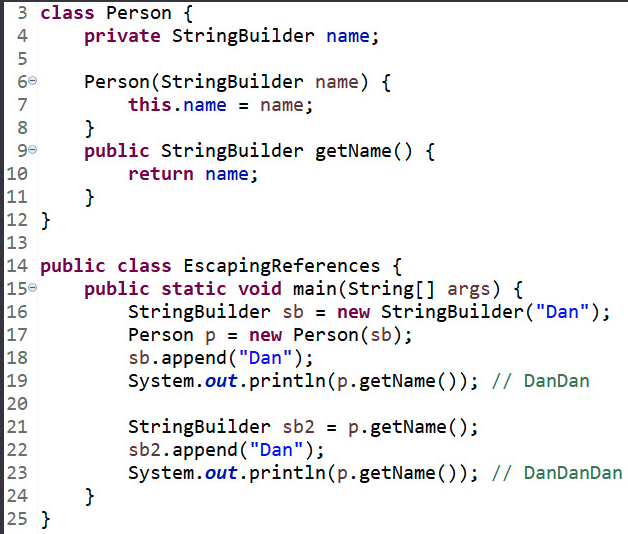 3 class Person {
4     private StringBuilder name;
5
6     Person(StringBuilder name) {
7         this.name = name;
8     }
9     public StringBuilder getName() {
10         return name;
11     }
12 }
13
14 public class EscapingReferences {
15     public static void main(String[] args) {
16         StringBuilder sb = new StringBuilder("Dan");
17         Person p = new Person(sb);
18         sb.append("Dan");
19         System.out.println(p.getName()); // DanDan
20
21         StringBuilder sb2 = p.getName();
22         sb2.append("Dan");
23         System.out.println(p.getName()); // DanDanDan
24     }
25 }